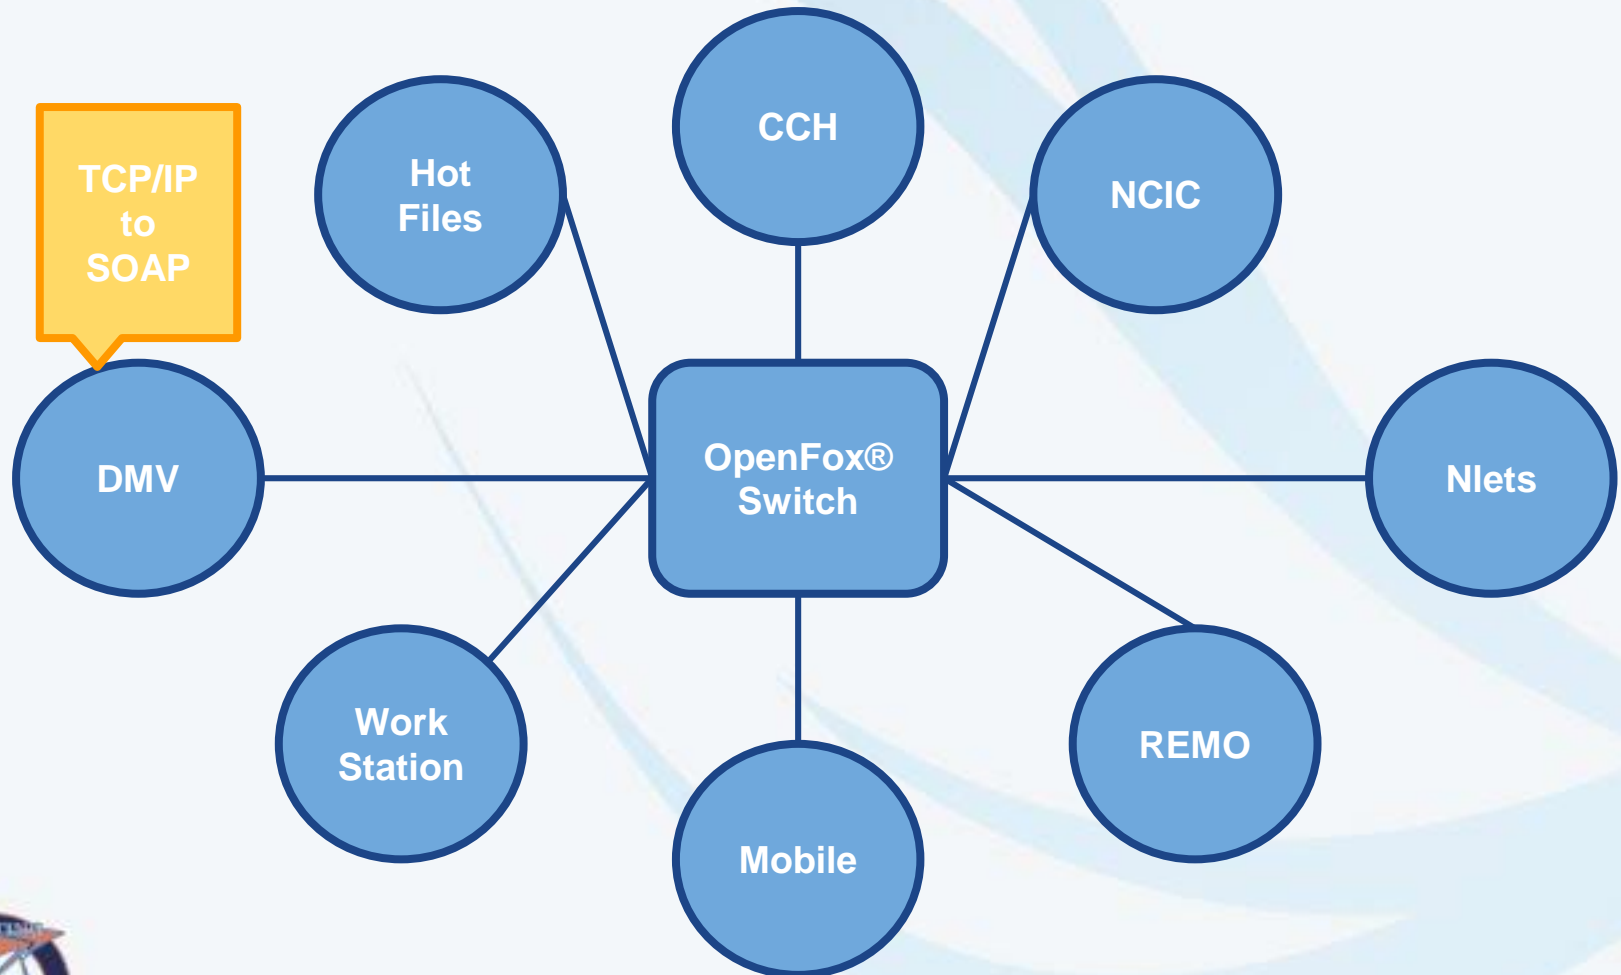 CCH
Hot
Files
NCIC
TCP/IP
to
SOAP
DMV
OpenFox®
Switch
Nlets
Work
Station
REMO
Mobile